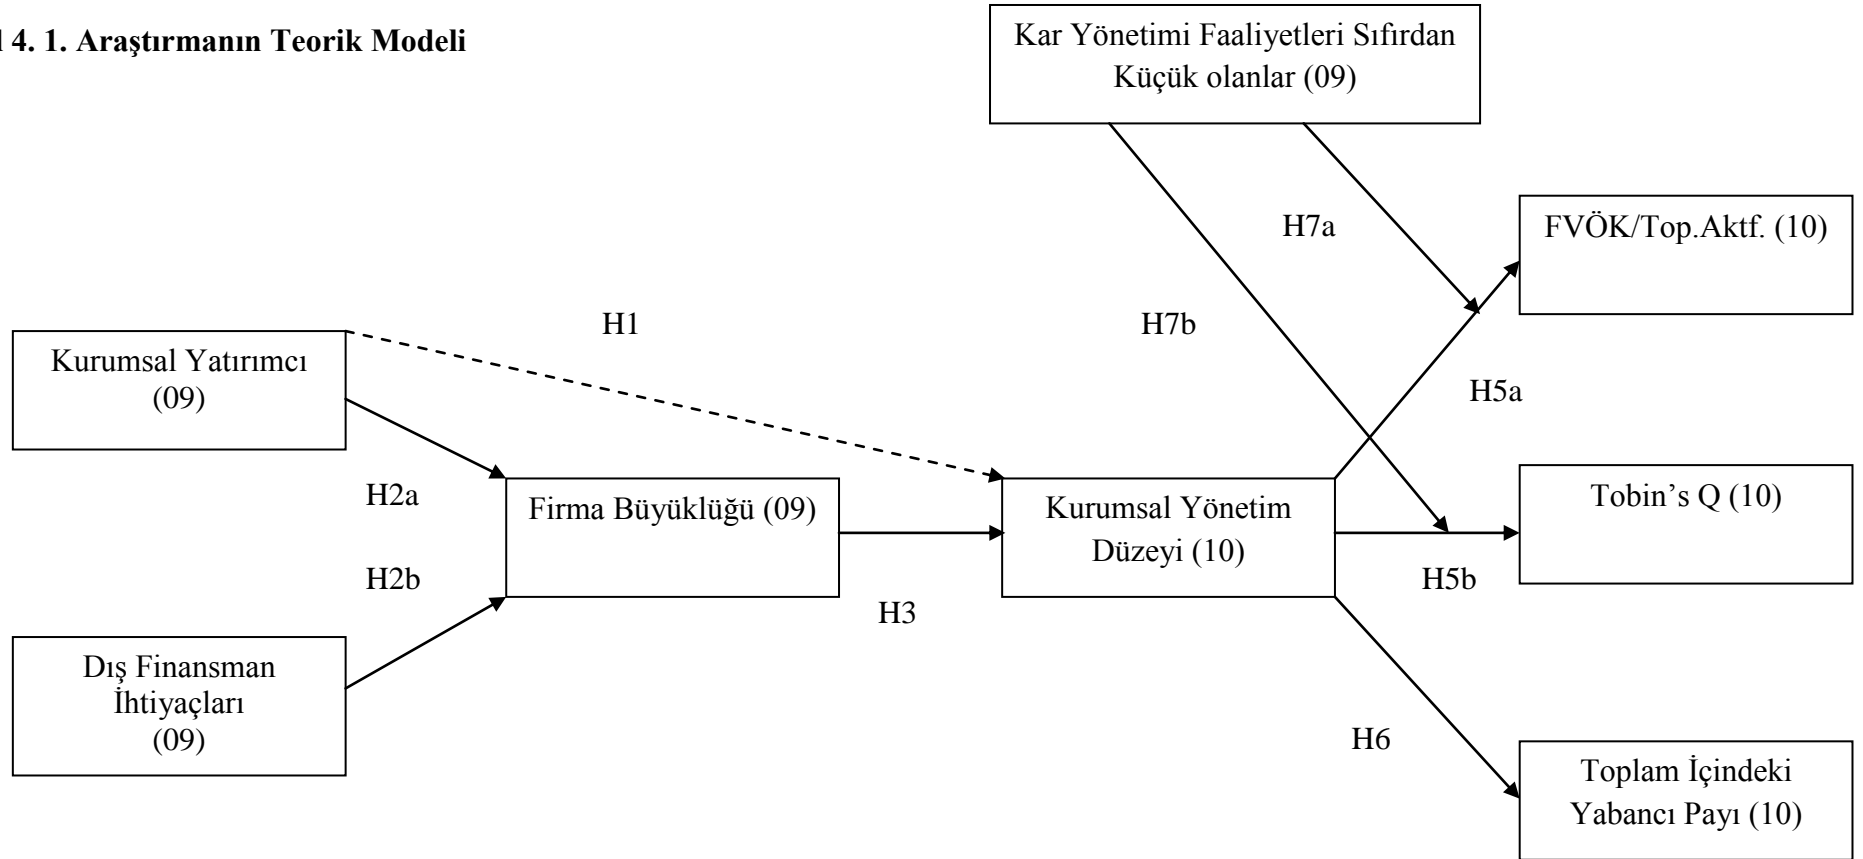 4. 1. Araştırmanın Teorik Modeli
Kar Yönetimi Faaliyetleri Sıfırdan
Küçük olanlar (09)
H7a
FVÖK/Top.Aktf. (10)
H1
H7b
Kurumsal Yatırımcı
(09)
H5a
H2a
Firma Büyüklüğü (09)
Kurumsal Yönetim
Düzeyi (10)
Tobin’s Q (10)
H2b
H5b
H3
Dış Finansman
İhtiyaçları
(09)
H6
Toplam İçindeki
Yabancı Payı (10)